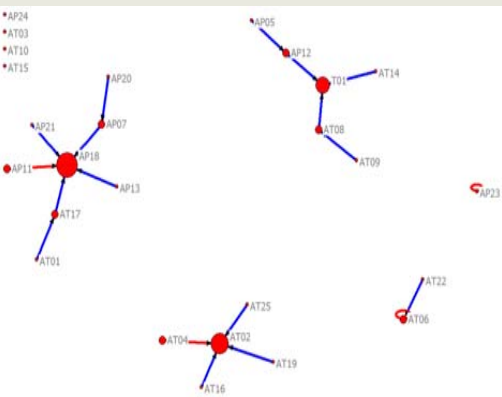 AP24
AT03
AT10
AT15
AP05
AP12
T01
AT14
AP20
AP21
AP07
AP18
AP11
AP13
AT08
AT09
AP23
AT17
AT01
AT22
AT25
AT06
AT04
AT02
AT19
AT16